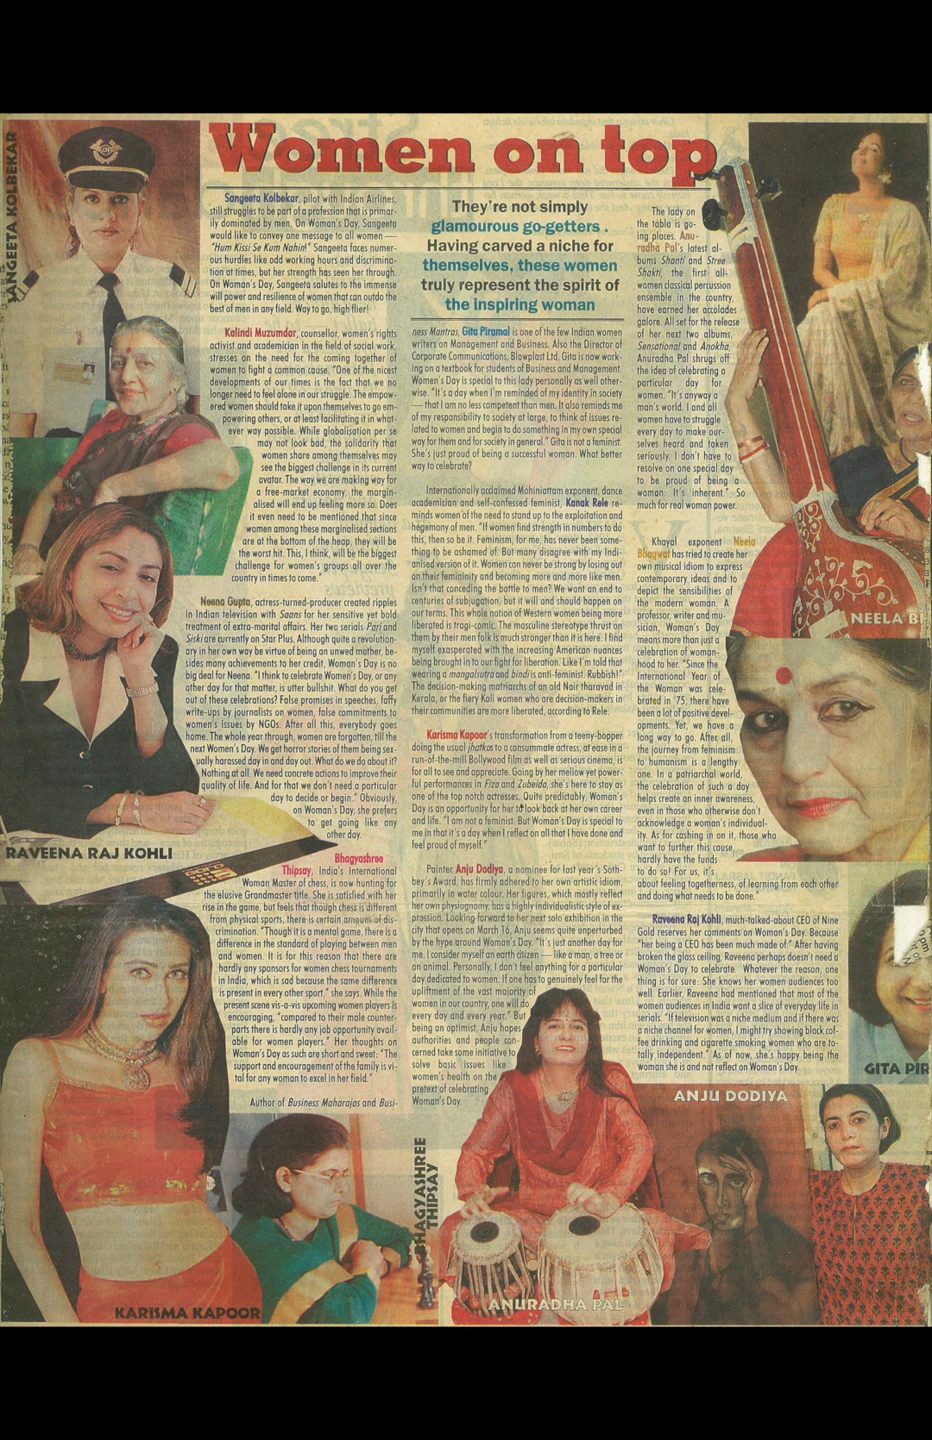 Women on top
They're not simply
glamourous go-getters .
Having carved a niche for
themselves, these women
truly represent the spirit of
the inspiring woman
SANGEETA KOLBEKAR
Sangeeta Kolbekar, pilot with Indian Airlines,
still struggles to be part of a profession that is primar-
ily dominated by men. On Woman's Day, Sangeeta
would like to convey one message to all women —
"Hum Kissi Se Kum Nahin!" Sangeeta faces numer-
ous hurdles like odd working hours and discrimina-
tion at times, but her strength has seen her through.
On Woman's Day, Sangeeta salutes to the immense
will power and resilience of women that can outdo the
best of men in any field. Way to go, high flier!
Kalindi Muzumdar, counsellor, women's rights
activist and academician in the field of social work,
stresses on the need for the coming together of
women to fight a common cause. "One of the nicest
developments of our times is the fact that we no
longer need to feel alone in our struggle. The empow-
ered women should take it upon themselves to go em-
powering others, or at least facilitating it in what-
ever way possible. While globalisation per se
may not look bad, the solidarity that
women share among themselves may
see the biggest challenge in its current
avatar. The way we are making way for
a free-market economy, the margin-
alised will end up feeling more so. Does
it even need to be mentioned that since
women among these marginalised sections
are at the bottom of the heap, they will be
the worst hit. This, I think, will be the biggest
challenge for women's groups all over the
country in times to come."
Neena Gupta, actress-turned-producer created ripples
in Indian television with Saans for her sensitive yet bold
treatment of extra-marital affairs. Her two serials Pari and
Siski are currently on Star Plus. Although quite a revolution-
ary in her own way be virtue of being an unwed mother, be-
sides many achievements to her credit, Woman's Day is no
big deal for Neena. "I think to celebrate Women's Day, or any
other day for that matter, is utter bullshit. What do you get
out of these celebrations? False promises in speeches, faffy
write-ups by journalists on women, false commitments to
women's issues by NGOs. After all this, everybody goes
home. The whole year through, women are forgotten, till the
next Women's Day. We get horror stories of them being sex-
ually harassed day in and day out. What do we do about it?
Nothing at all. We need concrete actions to improve their
quality of life. And for that we don't need a particular
day to decide or begin." Obviously,
on Woman's Day, she prefers
to get going like any
other day.
RAVEENA RAJ KOHLI
Bhagyashree
Thipsay, India's International
Woman Master of chess, is now hunting for
the elusive Grandmaster title. She is satisfied with her
rise in the game, but feels that though chess is different
from physical sports, there is certain amount of dis-
crimination. "Though it is a mental game, there is a
difference in the standard of playing between men
and women. It is for this reason that there are
hardly any sponsors for women chess tournaments
in India, which is sad because the same difference
is present in every other sport," she says. While the
present scene vis-a-vis upcoming women players is
encouraging, "compared to their male counter-
parts there is hardly any job opportunity avail-
able for women players." Her thoughts on
Woman's Day as such are short and sweet: "The
support and encouragement of the family is vi-
tal for any woman to excel in her field."
Author of Business Maharajas and Busi-
KARISMA KAPOOR
ness Mantras, Gita Piramal is one of the few Indian women
writers on Management and Business. Also the Director of
Corporate Communications, Blowplast Ltd, Gita is now work-
ing on a textbook for students of Business and Management.
Women's Day is special to this lady personally as well other-
wise. "It's a day when I'm reminded of my identity in society
— that I am no less competent than men. It also reminds me
of my responsibility to society at large, to think of issues re-
lated to women and begin to do something in my own special
way for them and for society in general." Gita is not a feminist.
She's just proud of being a successful woman. What better
way to celebrate?
Internationally acclaimed Mohiniattam exponent, dance
academician and self-confessed feminist, Kanak Rele re-
minds women of the need to stand up to the exploitation and
hegemony of men. "If women find strength in numbers to do
this, then so be it. Feminism, for me, has never been some-
thing to be ashamed of. But many disagree with my Indi-
anised version of it. Women can never be strong by losing out
on their femininity and becoming more and more like men.
Isn't that conceding the battle to men? We want an end to
centuries of subjugation, but it will and should happen on
our terms. This whole notion of Western women being more
liberated is tragi-comic. The masculine stereotype thrust on
them by their men folk is much stronger than it is here. I find
myself exasperated with the increasing American nuances
being brought in to our fight for liberation. Like I'm told that
wearing a mangalsutra and bindi is anti-feminist. Rubbish!"
The decision-making matriarchs of an old Nair tharavad in
Kerala, or the fiery Koli women who are decision-makers in
their communities are more liberated, according to Rele.
Karisma Kapoor's transformation from a teeny-bopper
doing the usual jhatkas to a consummate actress, at ease in a
run-of-the-mill Bollywood film as well as serious cinema, is
for all to see and appreciate. Going by her mellow yet power-
ful performances in Fiza and Zubeida, she's here to stay as
one of the top notch actresses. Quite predictably, Woman's
Day is an opportunity for her to look back at her own career
and life. "I am not a feminist. But Woman's Day is special to
me in that it's a day when I reflect on all that I have done and
feel proud of myself."
Painter Anju Dodiya, a nominee for last year's Soth-
bey's Award, has firmly adhered to her own artistic idiom,
primarily in water colour. Her figures, which mostly reflect
her own physiognomy, has a highly individualistic style of ex-
pression. Looking forward to her next solo exhibition in the
city that opens on March 16, Anju seems quite unperturbed
by the hype around Woman's Day. "It's just another day for
me. I consider myself an earth citizen — like a man, a tree or
an animal. Personally, I don't feel anything for a particular
day dedicated to women. If one has to genuinely feel for the
upliftment of the vast majority of
women in our country, one will do
every day and every year." But
being an optimist, Anju hopes
authorities and people con-
cerned take some initiative to
solve basic issues like
women's health on the
pretext of celebrating
Woman's Day.
BHAGYASHREE
THIPSAY
ANURADHA PAL
The lady on
the tabla is go-
ing places. Anu-
radha Pal's latest al-
bums Shanti and Stree
Shakti, the first all-
women classical percussion
ensemble in the country,
have earned her accolades
galore. All set for the release
of her next two albums,
Sensational and Anokha,
Anuradha Pal shrugs off
the idea of celebrating a
particular day for
women. "It's anyway a
man's world. I and all
women have to struggle
every day to make our-
selves heard and taken
seriously. I don't have to
resolve on one special day
to be proud of being a
woman. It's inherent." So
much for real woman power.
Khayal exponent Neela
Bhagwat has tried to create her
own musical idiom to express
contemporary ideas and to
depict the sensibilities of
the modern woman. A
professor, writer and mu-
sician, Woman's Day
means more than just a
celebration of woman-
hood to her. "Since the
International Year of
the Woman was cele-
brated in '75, there have
been a lot of positive devel-
opments. Yet, we have a
long way to go. After all,
the journey from feminism
to humanism is a lengthy
one. In a patriarchal world,
the celebration of such a day
helps create an inner awareness,
even in those who otherwise don't
acknowledge a woman's individual-
ity. As for cashing in on it, those who
want to further this cause,
hardly have the funds
to do so! For us, it's
about feeling togetherness, of learning from each other
and doing what needs to be done."
Raveena Raj Kohli, much-talked-about CEO of Nine
Gold reserves her comments on Woman's Day. Because
"her being a CEO has been much made of." After having
broken the glass ceiling, Raveena perhaps doesn't need a
Woman's Day to celebrate. Whatever the reason, one
thing is for sure: She knows her women audiences too
well. Earlier, Raveena had mentioned that most of the
women audiences in India want a slice of everyday life in
serials. "If television was a niche medium and if there was
a niche channel for women, I might try showing black cof-
fee drinking and cigarette smoking women who are to-
tally independent." As of now, she's happy being the
woman she is and not reflect on Woman's Day.
NEELA B
GITA PIR
ANJU DODIYA